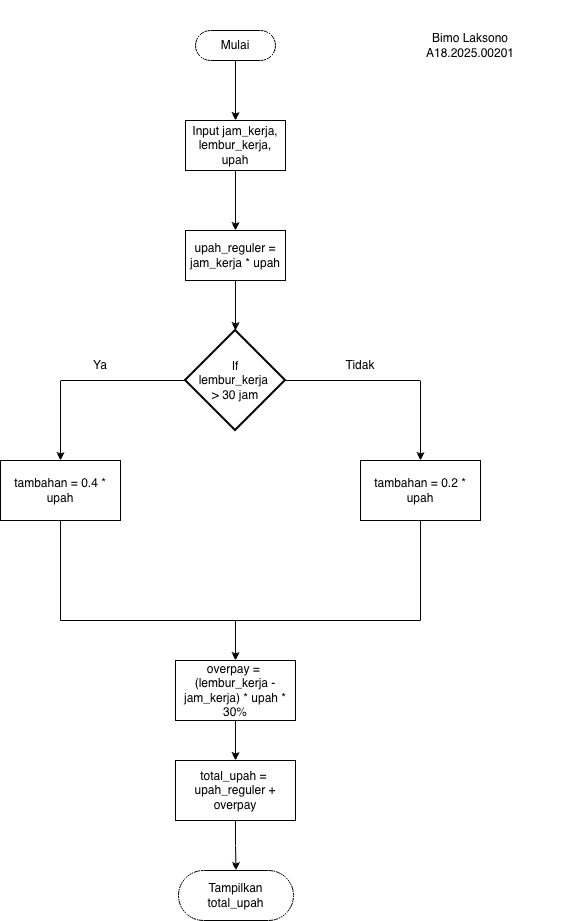 Mulai
Bimo Laksono
A18.2025.00201
Input jam_kerja,
lembur_kerja,
upah
upah_reguler =
jam_kerja * upah
If
lembur_kerja
> 30 jam
Ya
Tidak
tambahan = 0.4 *
upah
tambahan = 0.2 *
upah
overpay =
(lembur_kerja -
jam_kerja) * upah *
30%
total_upah =
upah_reguler +
overpay
Tampilkan
total_upah